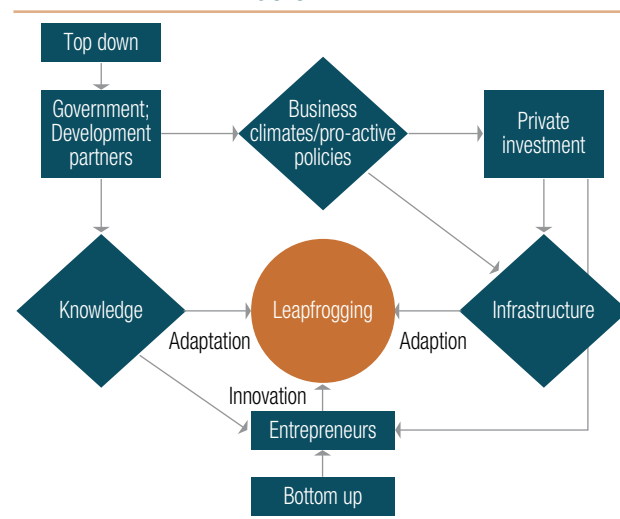 Top down
Government;
Development
partners
Business
climates/pro-active
policies
Private
investment
Knowledge
Leapfrogging
Infrastructure
Adaptation
Adaption
Innovation
Entrepreneurs
Bottom up